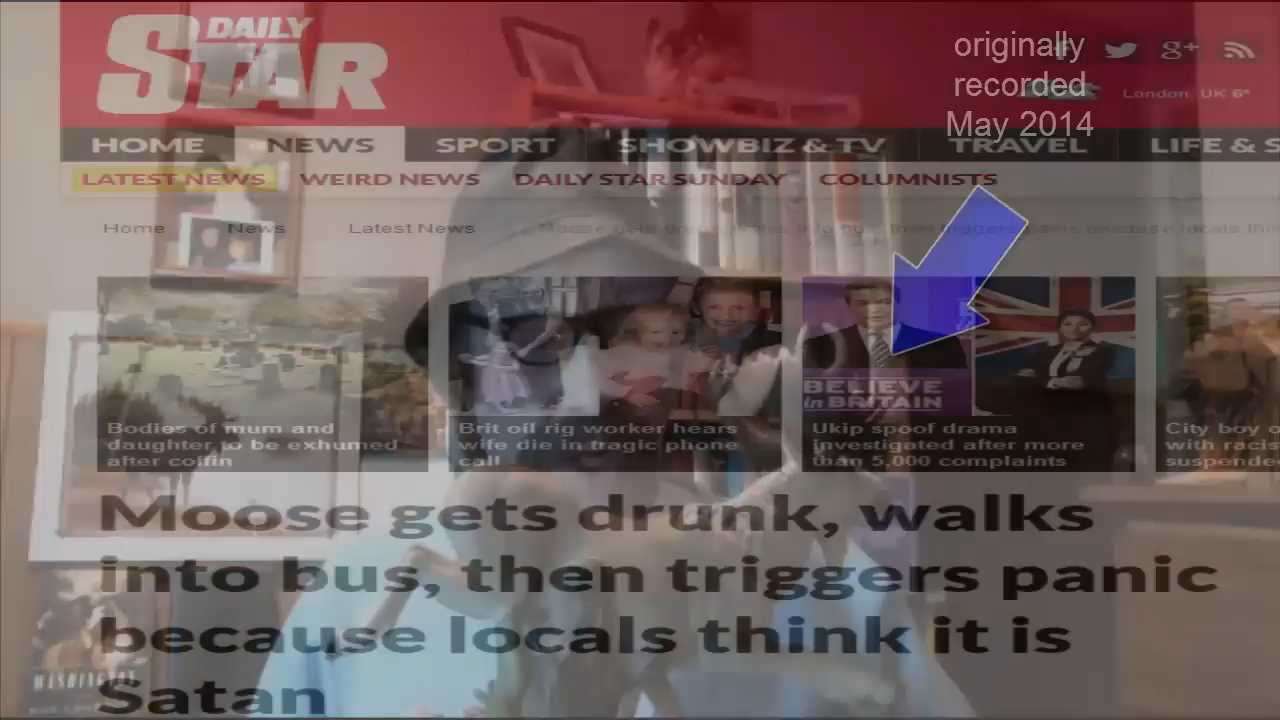 DAILY
STAR
originally
recorded
May 2014
g+
London, UK 6°
HOME NEWS SPORT SHOWBIZ & TV TRAVEL LIFE & S
LATEST NEWS WEIRD NEWS DAILY STAR SUNDAY COLUMNISTS
Home News Latest News
BELIEVE
in BRITAIN
Bodies of mum and
daughter to be exhumed
after coffin
Brit oil rig worker hears
wife die in tragic phone
call
Ukip spoof drama
investigated after more
than 5,000 complaints
City boy
with racis
suspende
Moose gets drunk, walks
into bus, then triggers panic
because locals think it is
Satan
WASHINGTON